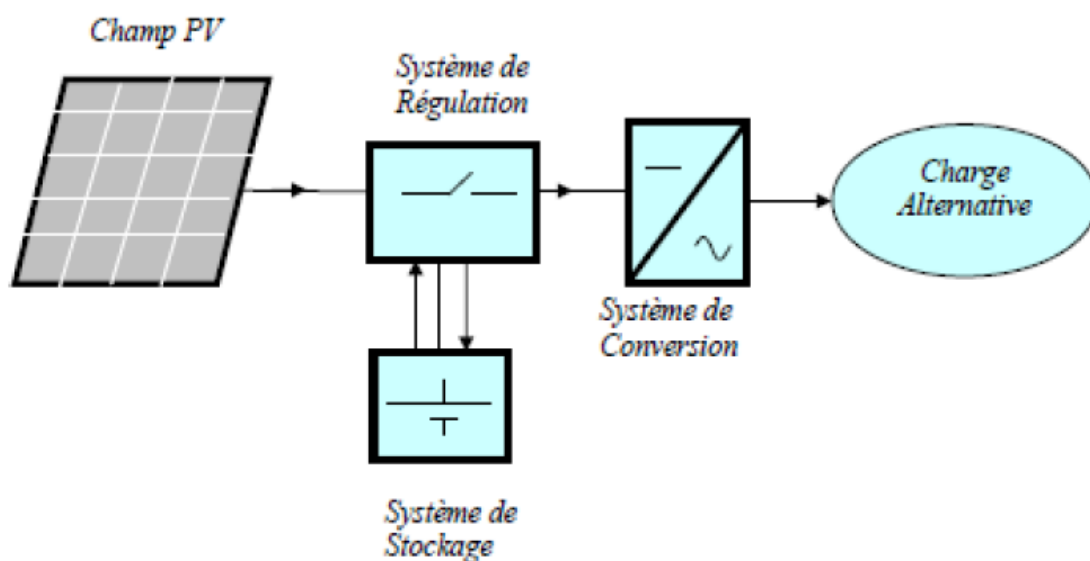 Champ PV
Système de
Régulation
Charge
Alternative
Système de
Conversion
Système de
Stockage